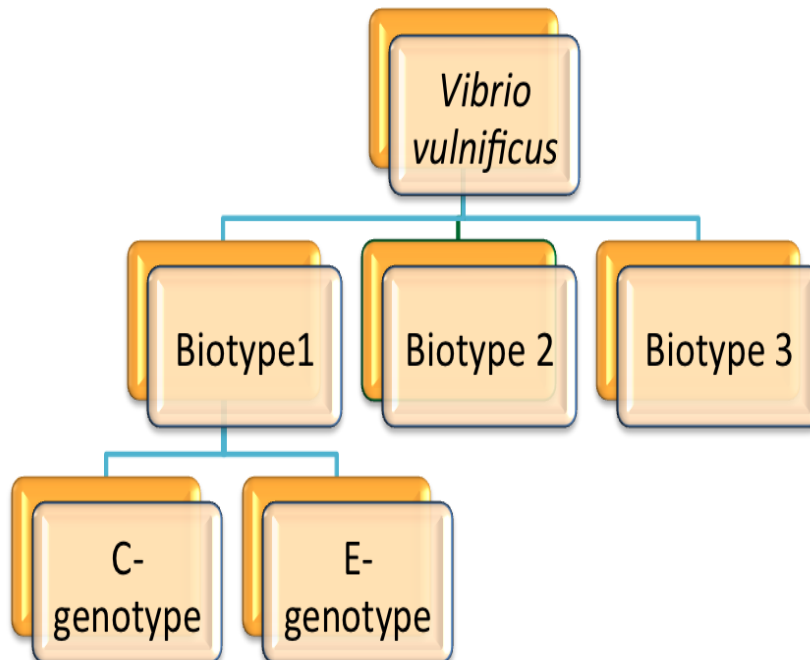 Vibrio
vulnificus
Biotype1
Biotype 2
Biotype 3
C-
genotype
E-
genotype